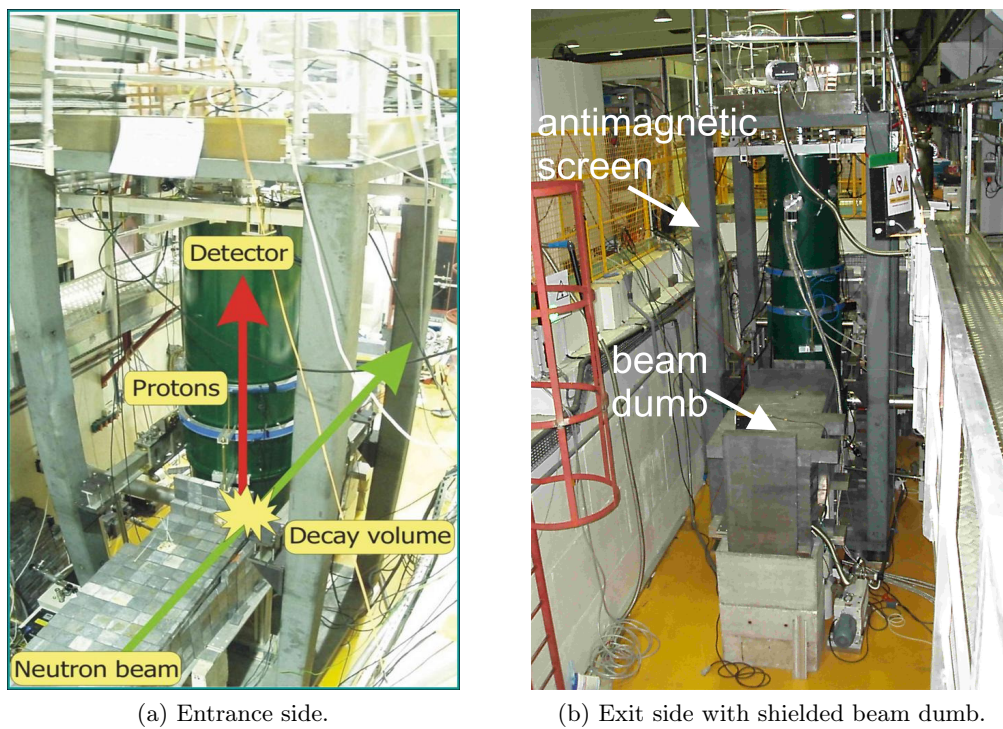 Detector
Protons
Decay volume
Neutron beam
antimagnetic
screen
beam
dumb
(a) Entrance side.
(b) Exit side with shielded beam dumb.